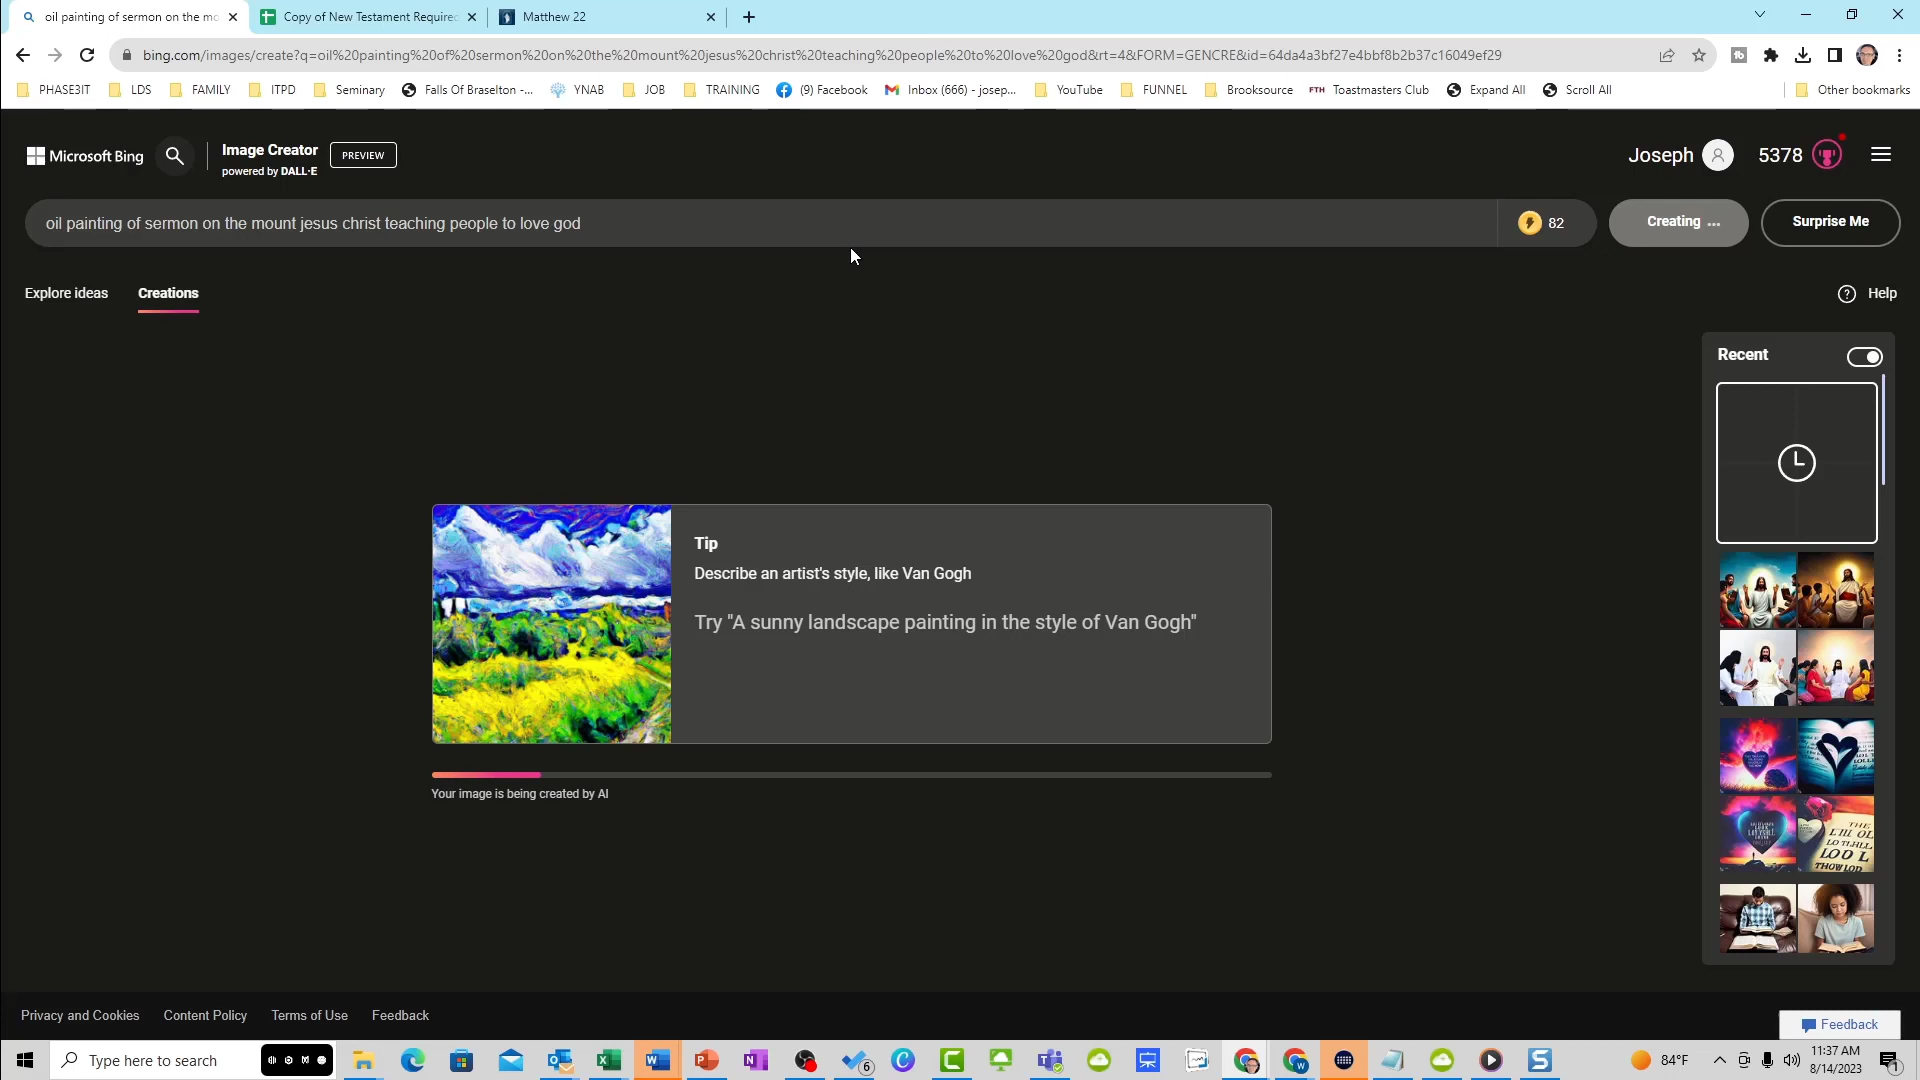 oil painting of sermon on the mo
Copy of New Testament Require
Matthew 22
bing.com/images/create?q=oil%20painting%20of%20sermon%20on%20the%20mount%20jesus%20christ%20teaching%20people%20to%20love%20god&rt=4&FORM=GENCRE&id=64da4a3bf27e4bbf8b2b37c16049ef29
PHASE3IT LDS FAMILY ITPD Seminary Falls Of Braselton -... YNAB JOB TRAINING (9) Facebook Inbox (666) - josep... YouTube FUNNEL Brooksource FTH Toastmasters Club Expand All Scroll All Other bookmarks
Microsoft Bing
Image Creator
powered by DALL·E
PREVIEW
Joseph
5378
oil painting of sermon on the mount jesus christ teaching people to love god
82
Creating ...
Surprise Me
Explore ideas
Creations
Help
Recent
Tip
Describe an artist's style, like Van Gogh
Try "A sunny landscape painting in the style of Van Gogh"
Your image is being created by AI
Privacy and Cookies Content Policy Terms of Use Feedback
Feedback
Type here to search
6
84°F
11:37 AM
8/14/2023
1